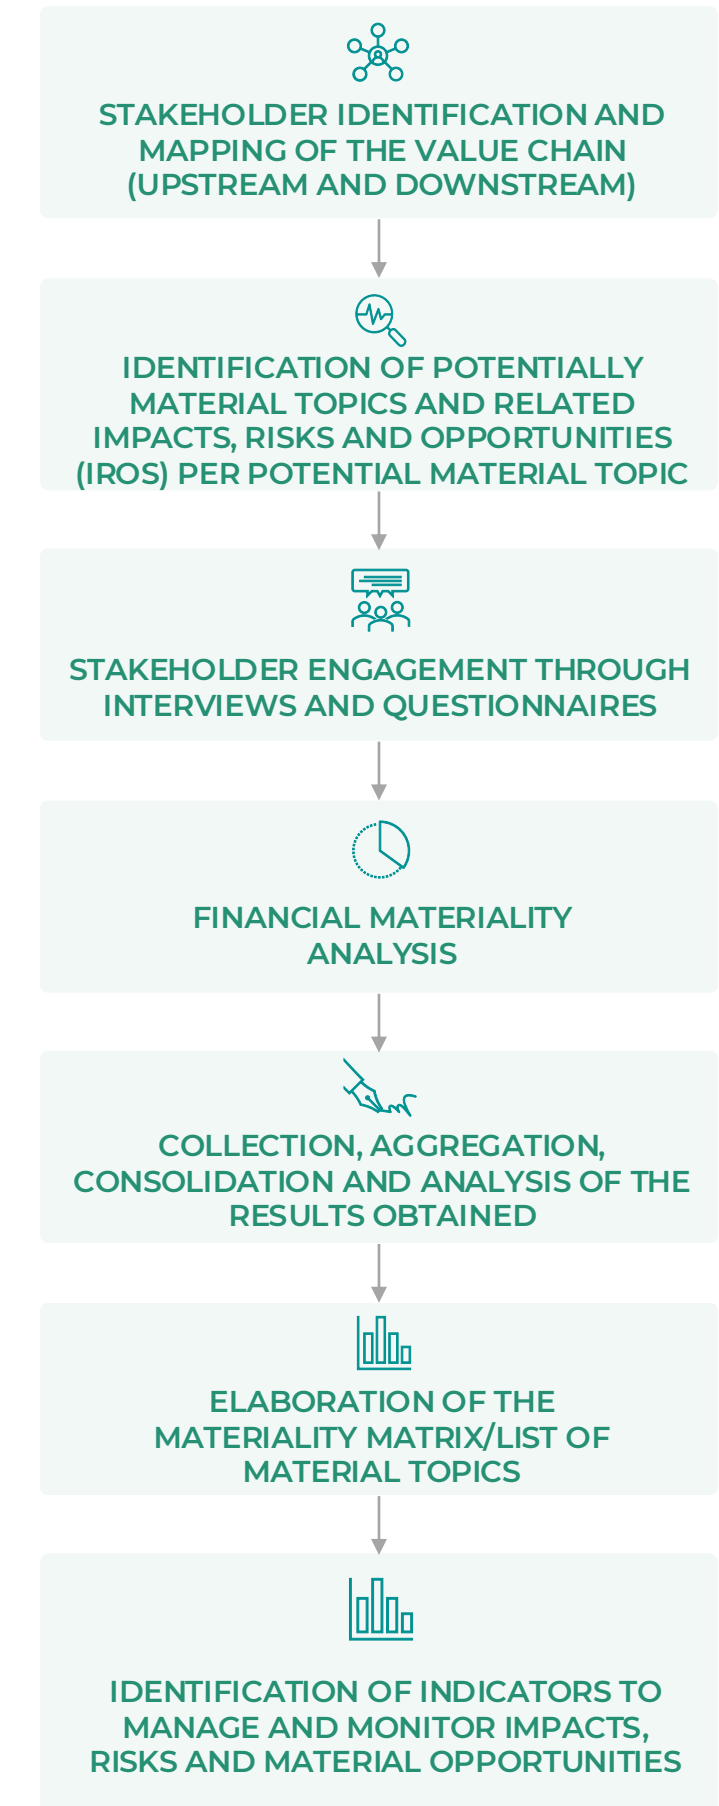 STAKEHOLDER IDENTIFICATION AND
MAPPING OF THE VALUE CHAIN
(UPSTREAM AND DOWNSTREAM)
IDENTIFICATION OF POTENTIALLY
MATERIAL TOPICS AND RELATED
IMPACTS, RISKS AND OPPORTUNITIES
(IROS) PER POTENTIAL MATERIAL TOPIC
STAKEHOLDER ENGAGEMENT THROUGH
INTERVIEWS AND QUESTIONNAIRES
FINANCIAL MATERIALITY
ANALYSIS
COLLECTION, AGGREGATION,
CONSOLIDATION AND ANALYSIS OF THE
RESULTS OBTAINED
ELABORATION OF THE
MATERIALITY MATRIX/LIST OF
MATERIAL TOPICS
IDENTIFICATION OF INDICATORS TO
MANAGE AND MONITOR IMPACTS,
RISKS AND MATERIAL OPPORTUNITIES